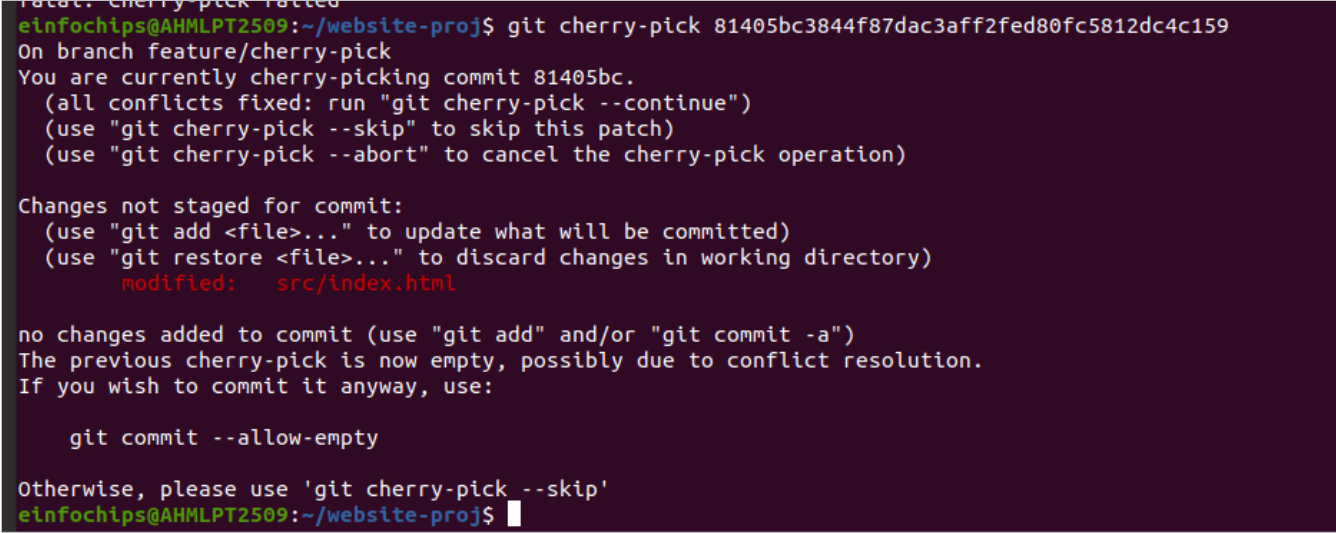 fatal: cherry-pick failed
einfochips@AHMLPT2509:~/website-proj$ git cherry-pick 81405bc3844f87dac3aff2fed80fc5812dc4c159
On branch feature/cherry-pick
You are currently cherry-picking commit 81405bc.
  (all conflicts fixed: run "git cherry-pick --continue")
  (use "git cherry-pick --skip" to skip this patch)
  (use "git cherry-pick --abort" to cancel the cherry-pick operation)
Changes not staged for commit:
  (use "git add <file>..." to update what will be committed)
  (use "git restore <file>..." to discard changes in working directory)
        modified:   src/index.html
no changes added to commit (use "git add" and/or "git commit -a")
The previous cherry-pick is now empty, possibly due to conflict resolution.
If you wish to commit it anyway, use:
    git commit --allow-empty
Otherwise, please use 'git cherry-pick --skip'
einfochips@AHMLPT2509:~/website-proj$